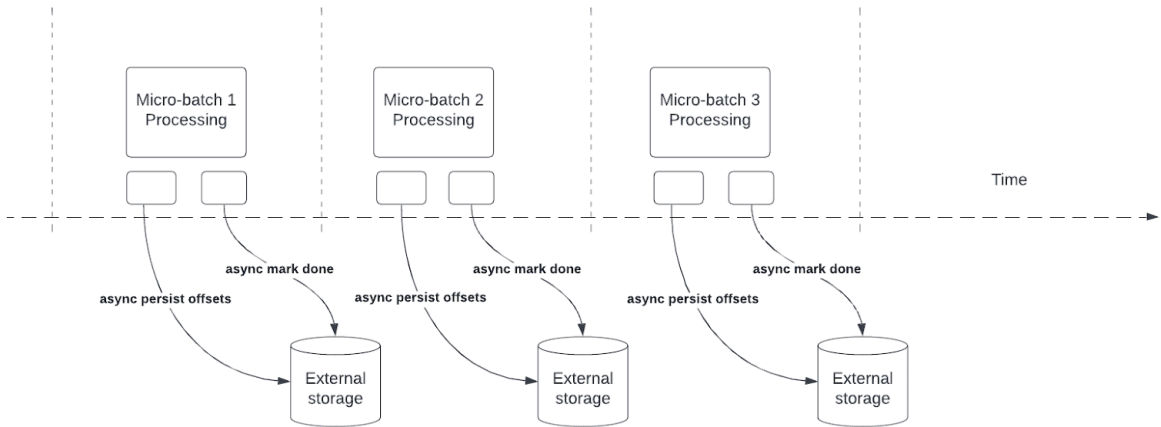 Micro-batch 1
Processing
Micro-batch 2
Processing
Micro-batch 3
Processing
Time
async mark done
async persist offsets
async mark done
async persist offsets
async mark done
async persist offsets
External
storage
External
storage
External
storage